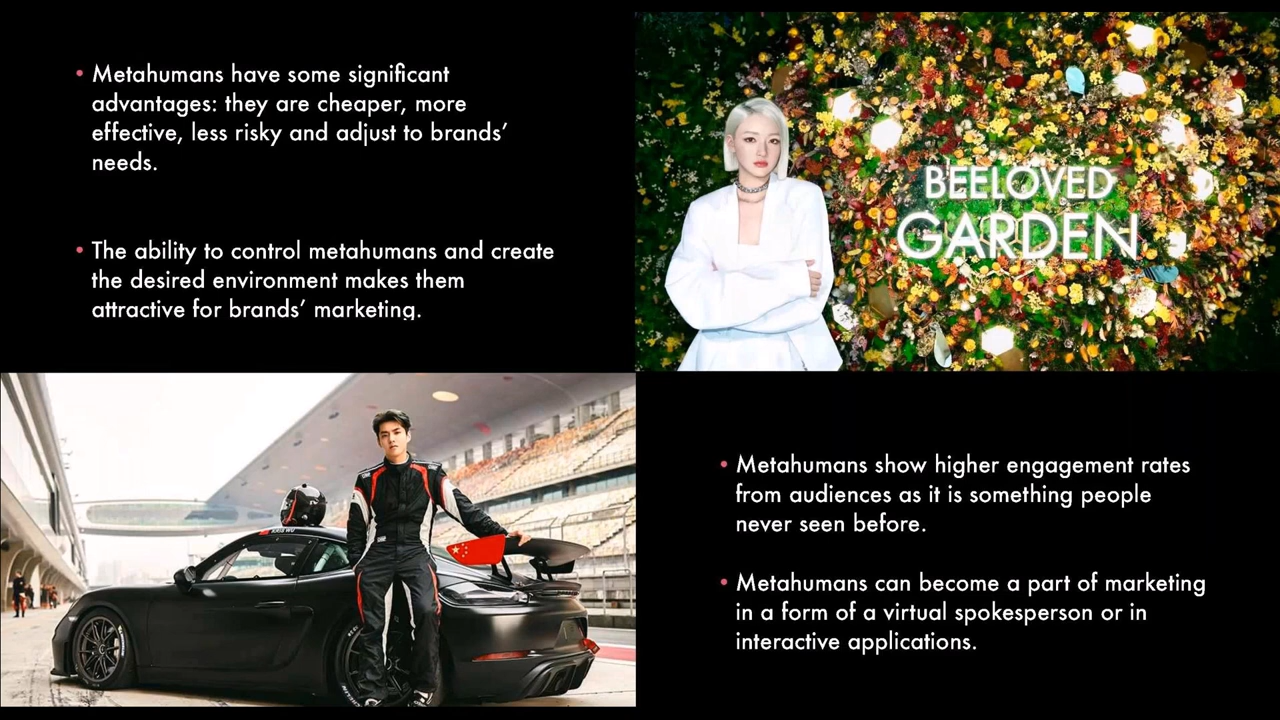 • Metahumans have some significant
advantages: they are cheaper, more
effective, less risky and adjust to brands’
needs.
• The ability to control metahumans and create
the desired environment makes them
attractive for brands’ marketing.
BEELOVED
GARDEN
KRIS WU
• Metahumans show higher engagement rates
from audiences as it is something people
never seen before.
• Metahumans can become a part of marketing
in a form of a virtual spokesperson or in
interactive applications.